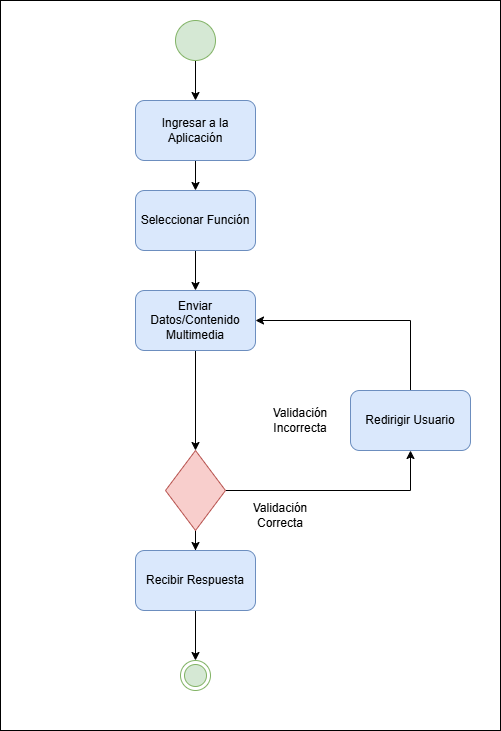 Ingresar a la
Aplicación
Seleccionar Función
Enviar
Datos/Contenido
Multimedia
Validación
Incorrecta
Redirigir Usuario
Validación
Correcta
Recibir Respuesta